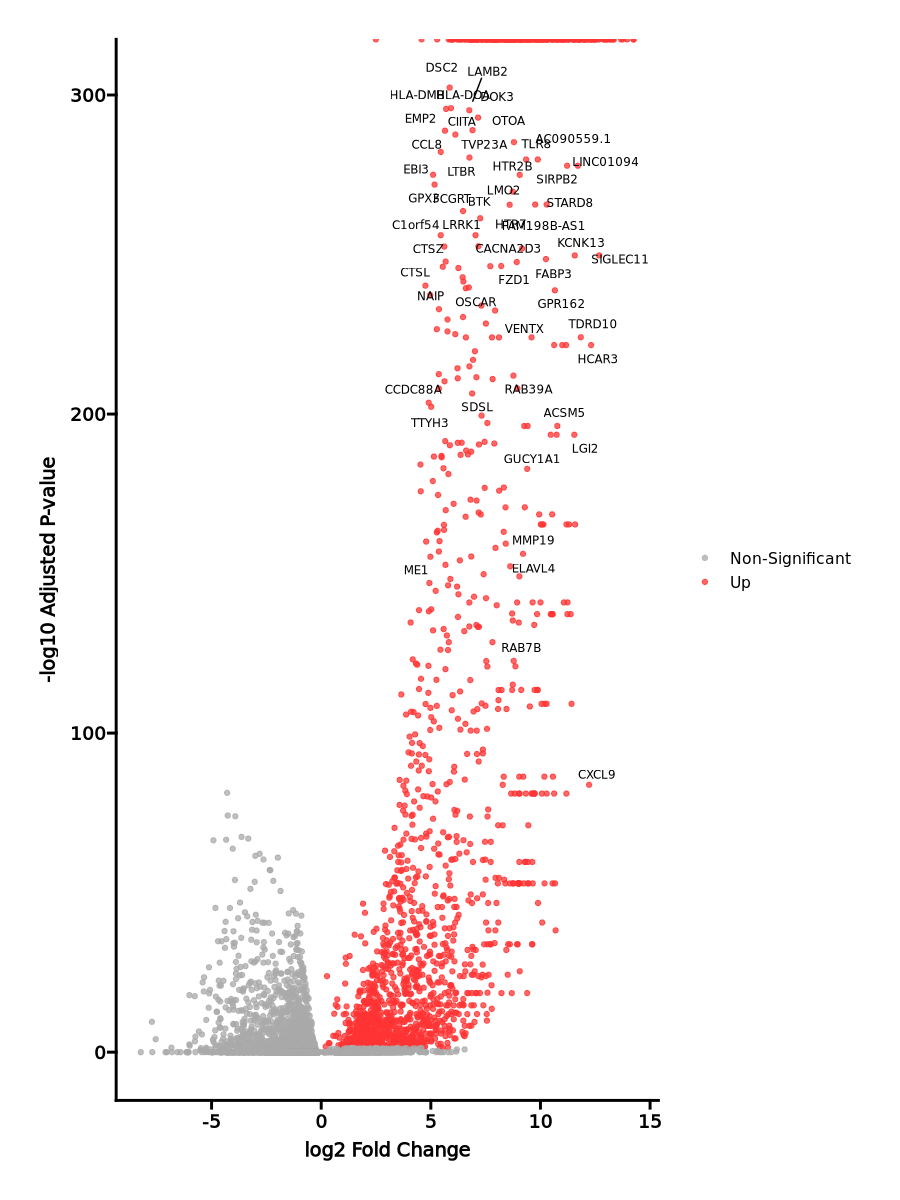 300
200
100
0
-log10 Adjusted P-value
-5
0
5
10
15
log2 Fold Change
Non-Significant
Up
DSC2
LAMB2
HLA-DMB
HLA-DOA
DOK3
EMP2
CIITA
OTOA
AC090559.1
CCL8
TVP23A
TLR8
LINC01094
EBI3
LTBR
HTR2B
SIRPB2
LMO2
GPX3
FCGRT
BTK
STARD8
C1orf54
LRRK1
HTR7
FAM198B-AS1
CTSZ
CACNA2D3
KCNK13
SIGLEC11
CTSL
FZD1
FABP3
NAIP
OSCAR
GPR162
VENTX
TDRD10
HCAR3
CCDC88A
RAB39A
SDSL
ACSM5
TTYH3
LGI2
GUCY1A1
MMP19
ME1
ELAVL4
RAB7B
CXCL9